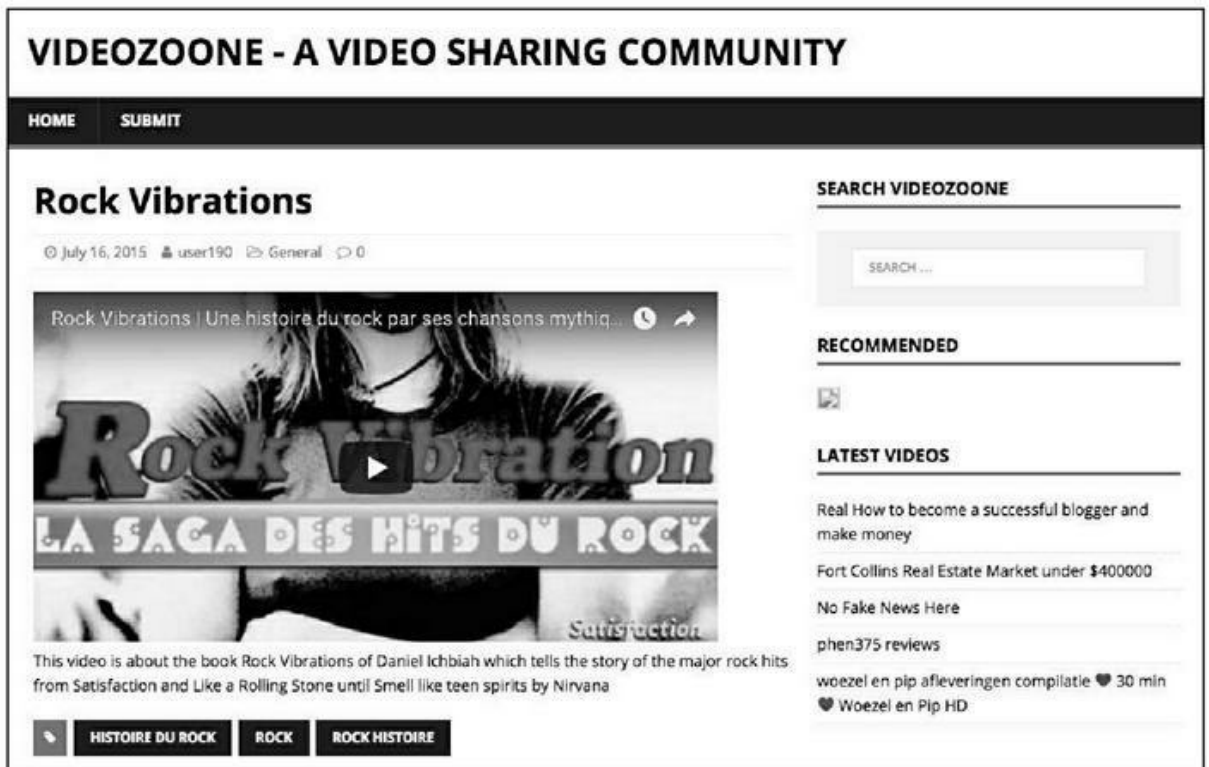 VIDEOZOONE - A VIDEO SHARING COMMUNITY
HOME SUBMIT
Rock Vibrations
July 16, 2015 user190 General 0
Rock Vibrations | Une histoire du rock par ses chansons mythiq...
Rock Vibration
LA SAGA DES HiTS DU ROCK
Satisfaction
This video is about the book Rock Vibrations of Daniel Ichbiah which tells the story of the major rock hits
from Satisfaction and Like a Rolling Stone until Smell like teen spirits by Nirvana
HISTOIRE DU ROCK ROCK ROCK HISTOIRE
SEARCH VIDEOZOONE
SEARCH ...
RECOMMENDED
LATEST VIDEOS
Real How to become a successful blogger and
make money
Fort Collins Real Estate Market under $400000
No Fake News Here
phen375 reviews
woezel en pip afleveringen compilatie ♥ 30 min
♥ Woezel en Pip HD